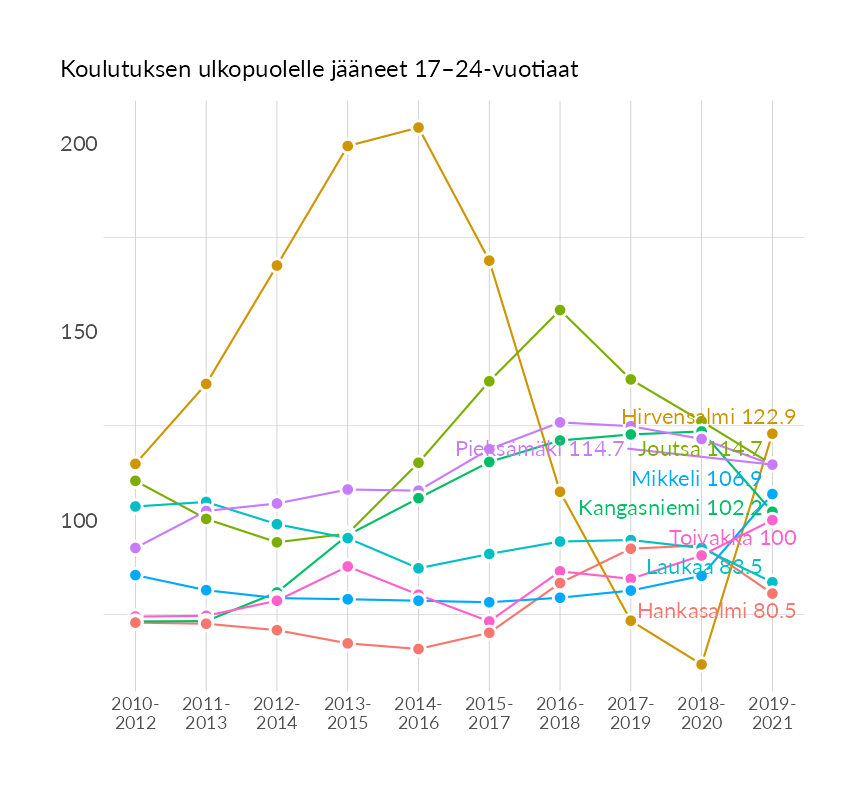 Koulutuksen ulkopuolelle jääneet 17–24-vuotiaat
200
150
100
Hirvensalmi 122.9
Pieksämäki 114.7
Joutsa 114.7
Mikkeli 106.9
Kangasniemi 102.2
Toivakka 100
Laukaa 83.5
Hankasalmi 80.5
2010-
2012
2011-
2013
2012-
2014
2013-
2015
2014-
2016
2015-
2017
2016-
2018
2017-
2019
2018-
2020
2019-
2021